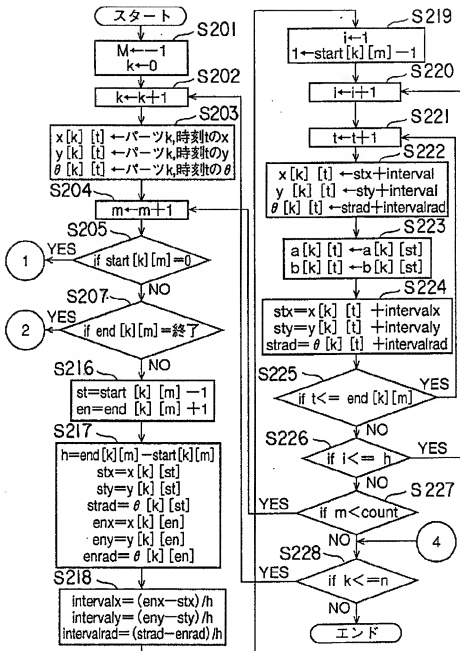 スタート
S201
M←−1
k←0
S202
k←k+1
S203
x[k] [t] ←パーツk,時刻tのx
y[k] [t] ←パーツk,時刻tのy
θ[k] [t] ←パーツk,時刻tのθ
S204
m←m+1
S205
YES
1
if start[k][m]=0
NO
S207
YES
2
if end[k][m]=終了
NO
S216
st=start [k] [m] −1
en=end [k] [m] +1
S217
h=end[k][m]−start[k][m]
stx=x[k] [st]
sty=y[k] [st]
strad= θ [k] [st]
enx=x[k] [en]
eny=y[k] [en]
enrad= θ [k] [en]
S218
intervalx= (enx−stx)/h
intervaly= (eny−sty)/h
intervalrad=(strad−enrad)/h
S219
i←1
1←start[k][m]−1
S220
i←i+1
S221
t←t+1
S222
x[k] [t] ←stx+interval
y [k] [t] ←sty+interval
θ[k] [t] ←strad+intervalrad
S223
a[k] [t] ←a[k] [st]
b[k] [t] ←b[k] [st]
S224
stx=x[k] [t] +intervalx
sty=y[k] [t] +intervaly
strad= θ [k] [t] +intervalrad
S225
YES
if t<= end[k][m]
NO
S226
YES
if i<= h
NO
S227
YES
if m<count
NO
4
S228
YES
if k<=n
NO
エンド